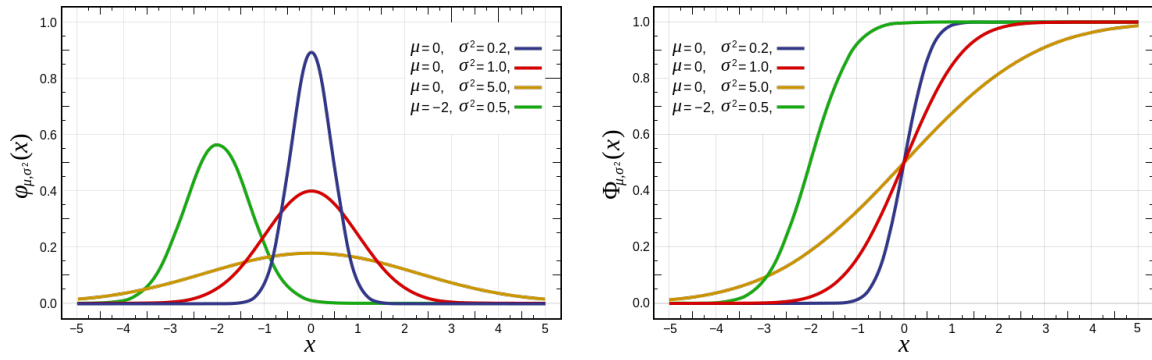 1.0
0.8
0.6
0.4
0.2
0.0
φμ,σ²(x)
μ=0, σ²=0.2,
μ=0, σ²=1.0,
μ=0, σ²=5.0,
μ=−2, σ²=0.5,
−5 −4 −3 −2 −1 0 1 2 3 4 5
x
1.0
0.8
0.6
0.4
0.2
0.0
Φμ,σ²(x)
μ=0, σ²=0.2,
μ=0, σ²=1.0,
μ=0, σ²=5.0,
μ=−2, σ²=0.5,
−5 −4 −3 −2 −1 0 1 2 3 4 5
x